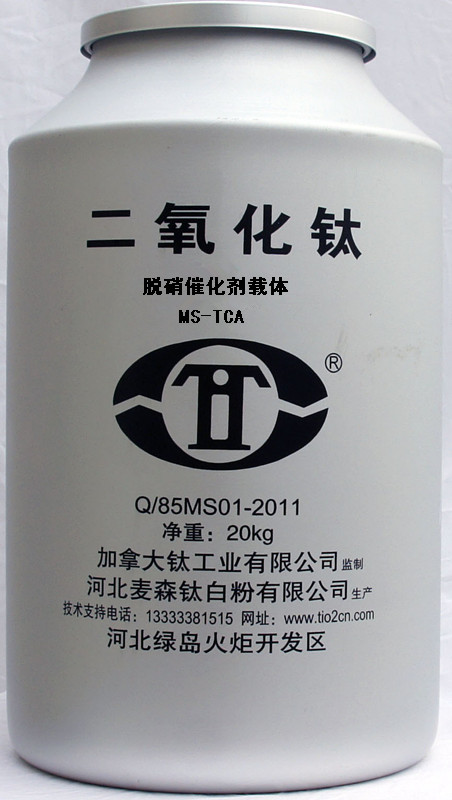 二氧化钛
脱硝催化剂载体
MS-TCA
TiT
®
Q/85MS01-2011
净重：20kg
加拿大钛工业有限公司监制
河北麦森钛白粉有限公司生产
技术支持电话：13333381515 网址：www.tio2cn.com
河北绿岛火炬开发区